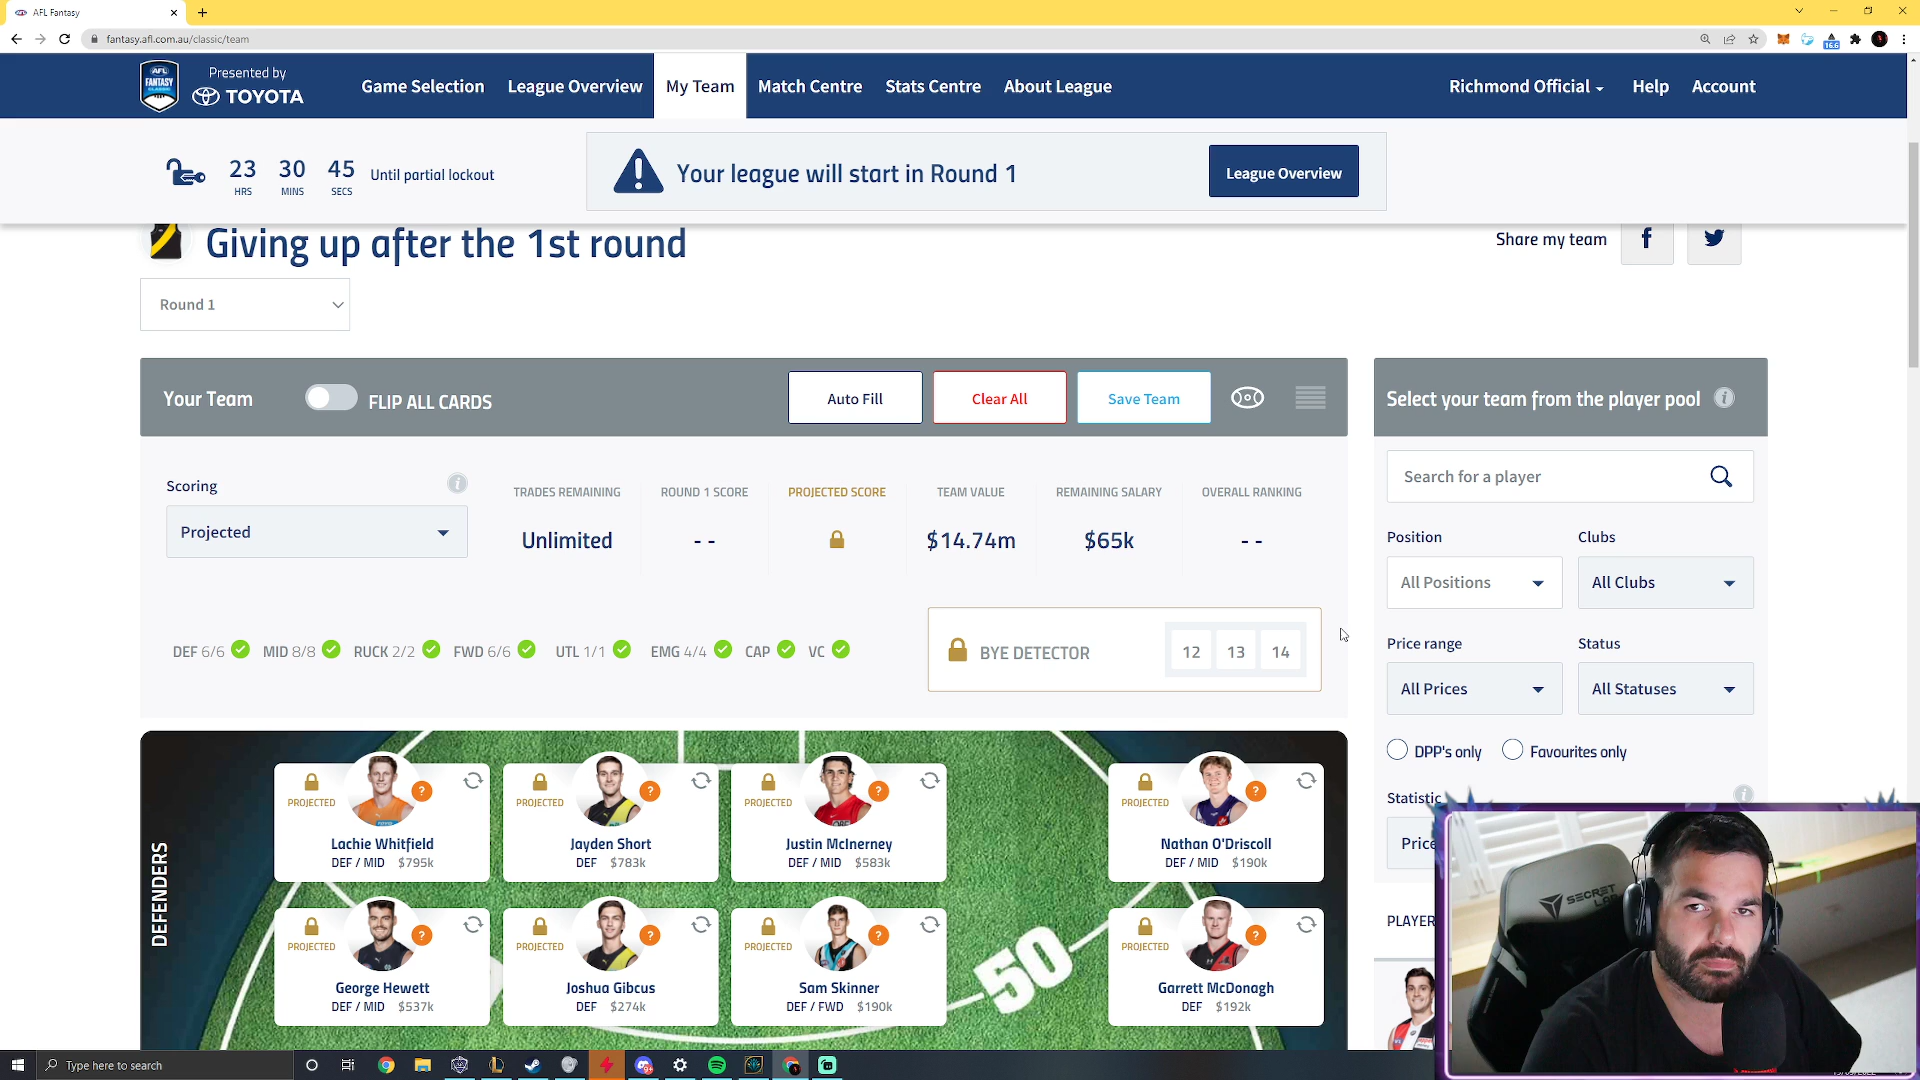 AFL Fantasy
fantasy.afl.com.au/classic/team
16.6
AFL
FANTASY
CLASSIC
Presented by
TOYOTA
Game Selection
League Overview
My Team
Match Centre
Stats Centre
About League
Richmond Official
Help
Account
23 30 45
HRS MINS SECS
Until partial lockout
Your league will start in Round 1
League Overview
Giving up after the 1st round
Share my team
Round 1
Your Team
FLIP ALL CARDS
Auto Fill
Clear All
Save Team
Select your team from the player pool
Scoring
Projected
TRADES REMAINING
Unlimited
ROUND 1 SCORE
- -
PROJECTED SCORE
TEAM VALUE
$14.74m
REMAINING SALARY
$65k
OVERALL RANKING
- -
DEF 6/6
MID 8/8
RUCK 2/2
FWD 6/6
UTL 1/1
EMG 4/4
CAP
VC
BYE DETECTOR
12 13 14
Search for a player
Position
All Positions
Clubs
All Clubs
Price range
All Prices
Status
All Statuses
DPP's only
Favourites only
Statistic
Price
PLAYER
DEFENDERS
PROJECTED
?
Lachie Whitfield
DEF / MID $795k
PROJECTED
?
Jayden Short
DEF $783k
PROJECTED
?
Justin McInerney
DEF / MID $583k
PROJECTED
?
Nathan O'Driscoll
DEF / MID $190k
PROJECTED
?
George Hewett
DEF / MID $537k
PROJECTED
?
Joshua Gibcus
DEF $274k
PROJECTED
?
Sam Skinner
DEF / FWD $190k
PROJECTED
?
Garrett McDonagh
DEF $192k
50
SECRET
LAB
Type here to search
9+